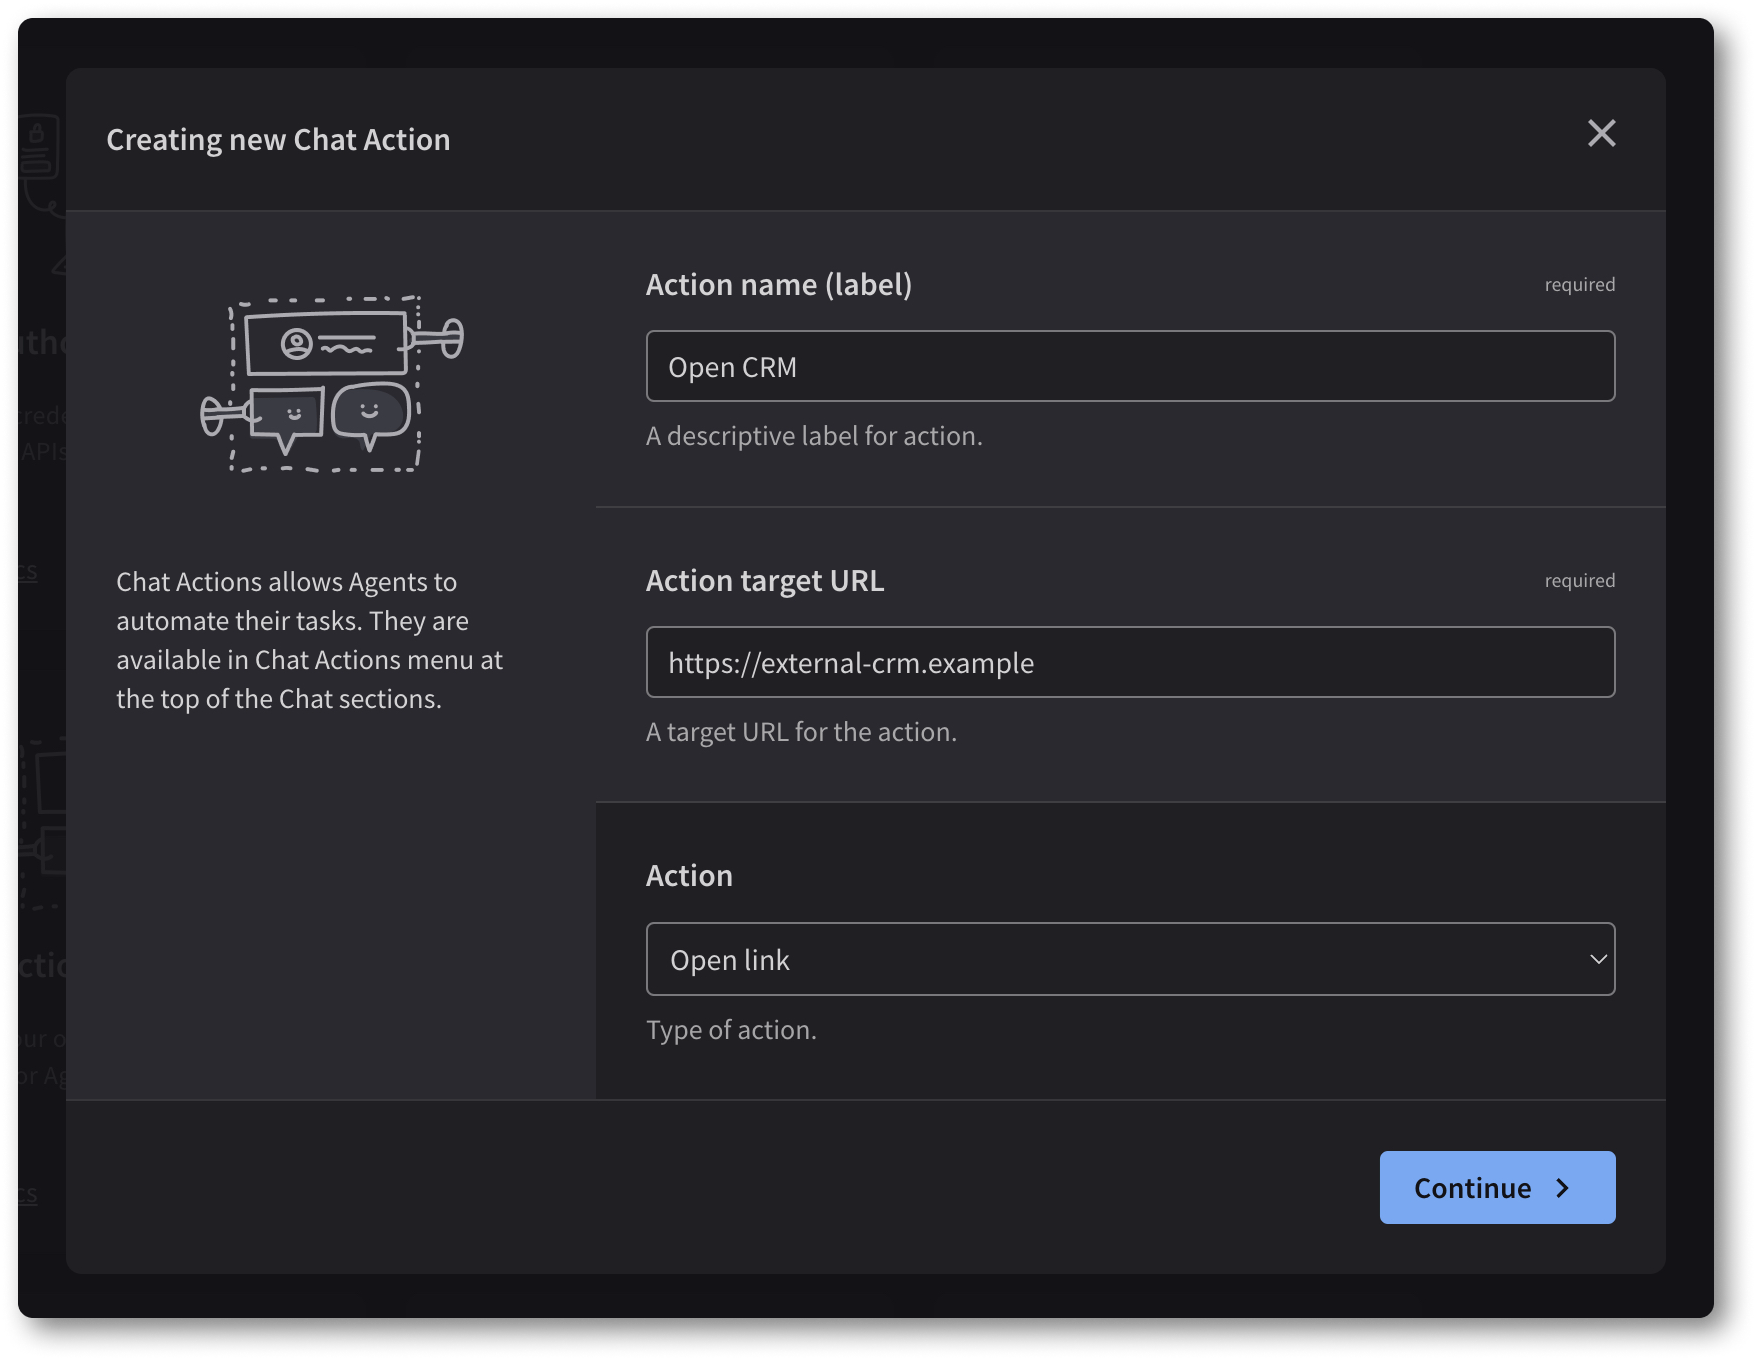 Creating new Chat Action
Chat Actions allows Agents to
automate their tasks. They are
available in Chat Actions menu at
the top of the Chat sections.
Action name (label)
required
Open CRM
A descriptive label for action.
Action target URL
required
https://external-crm.example
A target URL for the action.
Action
Open link
Type of action.
Continue